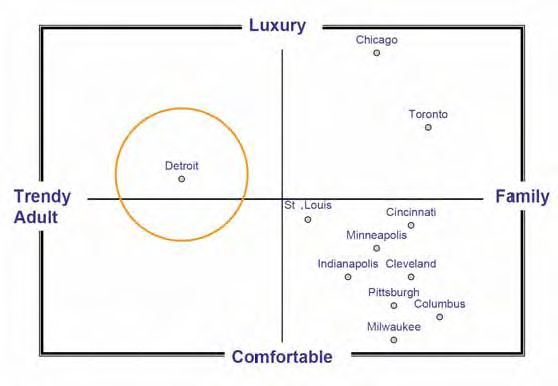 Luxury
Chicago
Toronto
Detroit
Trendy
Adult
Family
St .Louis
Cincinnati
Minneapolis
Indianapolis
Cleveland
Pittsburgh
Columbus
Milwaukee
Comfortable